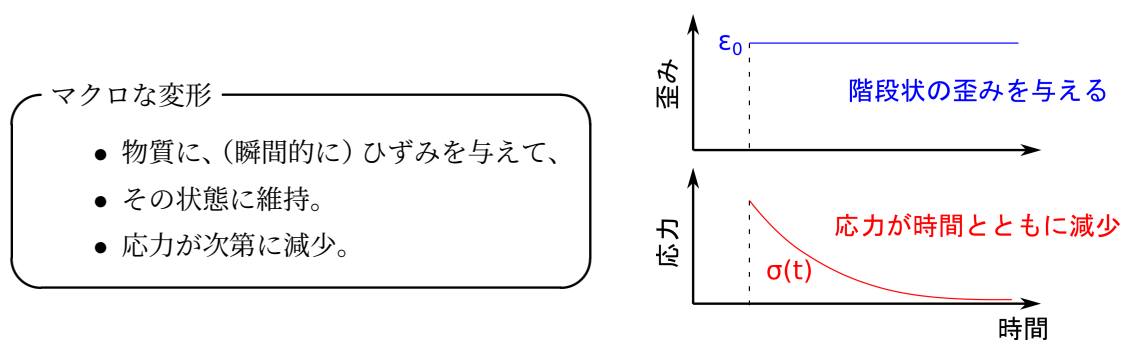 マクロな変形
● 物質に、（瞬間的に）ひずみを与えて、
● その状態に維持。
● 応力が次第に減少。
歪み
ε0
階段状の歪みを与える
応力
応力が時間とともに減少
σ(t)
時間